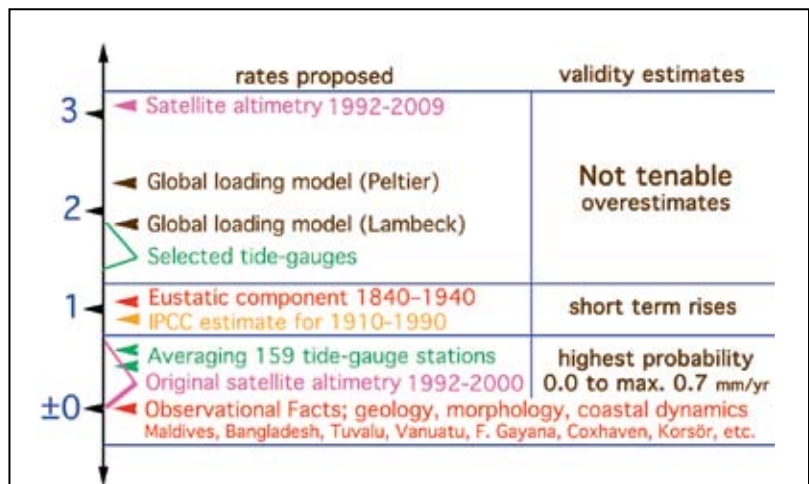 rates proposed validity estimates
3 Satellite altimetry 1992-2009
Global loading model (Peltier)
Not tenable
overestimates
2
Global loading model (Lambeck)
Selected tide-gauges
1 Eustatic component 1840-1940
short term rises
IPCC estimate for 1910-1990
Averaging 159 tide-gauge stations
highest probability
Original satellite altimetry 1992-2000
0.0 to max. 0.7 mm/yr
±0 Observational Facts; geology, morphology, coastal dynamics
Maldives, Bangladesh, Tuvalu, Vanuatu, F. Gayana, Coxhaven, Korsör, etc.